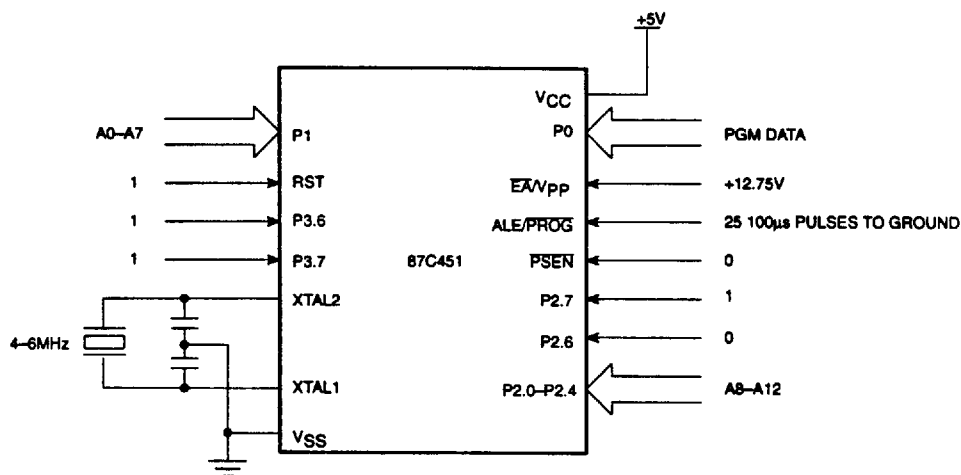 +5V
VCC
A0–A7
P1
P0
PGM DATA
1
RST
EA/VPP
+12.75V
1
P3.6
ALE/PROG
25 100µs PULSES TO GROUND
1
P3.7
87C451
PSEN
0
XTAL2
P2.7
1
4–6MHz
P2.6
0
XTAL1
P2.0–P2.4
A8–A12
VSS